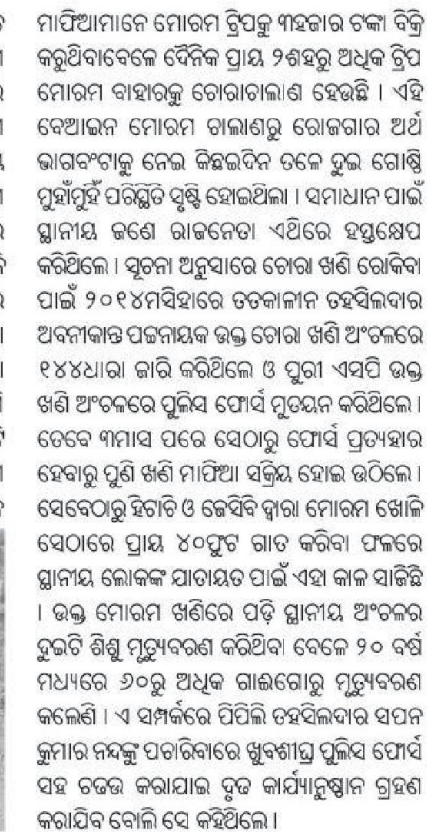 ମାଫିଆମାନେ ମୋରମ ଟ୍ରିପକୁ ୩ହଜାର ଟଙ୍କା ବିକ୍ରି
କରୁଥିବାବେଳେ ଦୈନିକ ପ୍ରାୟ ୨ଶହରୁ ଅଧିକ ଟ୍ରିପ
ମୋରମ ବାହାରକୁ ଚୋରାଚାଲାଣ ହେଉଛି । ଏହି
ବେଆଇନ ମୋରମ ଚାଲାଣରୁ ରୋଜଗାର ଅର୍ଥ
ଭାଗବଂଟାକୁ ନେଇ କିଛଇଦିନ ତଳେ ଦୁଇ ଗୋଷ୍ଠି
ମୁହାଁମୁହିଁ ପରିସ୍ଥିତି ସୃଷ୍ଟି ହୋଇଥିଲା । ସମାଧାନ ପାଇଁ
ସ୍ଥାନୀୟ ଜଣେ ରାଜନେତା ଏଥିରେ ହସ୍ତକ୍ଷେପ
କରିଥିଲେ । ସୂଚନା ଅନୁସାରେ ଚୋରା ଖଣି ରୋକିବା
ପାଇଁ ୨୦୧୪ମସିହାରେ ତତକାଳୀନ ତହସିଲଦାର
ଅବନୀକାନ୍ତ ପଟ୍ଟନାୟକ ଉକ୍ତ ଚୋରା ଖଣି ଅଂଚଳରେ
୧୪୪ଧାରା ଜାରି କରିଥିଲେ ଓ ପୁରୀ ଏସପି ଉକ୍ତ
ଖଣି ଅଂଚଳରେ ପୁଲିସ ଫୋର୍ସ ମୁତୟନ କରିଥିଲେ ।
ତେବେ ୩ମାସ ପରେ ସେଠାରୁ ଫୋର୍ସ ପ୍ରତ୍ୟହାର
ହେବାରୁ ପୁଣି ଖଣି ମାଫିଆ ସକ୍ରିୟ ହୋଇ ଉଠିଲେ ।
ସେବେଠାରୁ ହିଟାଚି ଓ ଜେସିବି ଦ୍ୱାରା ମୋରମ ଖୋଳି
ସେଠାରେ ପ୍ରାୟ ୪୦ଫୁଟ ଗାତ କରିବା ଫଳରେ
ସ୍ଥାନୀୟ ଲୋକଙ୍କ ଯାତାୟତ ପାଇଁ ଏହା କାଳ ସାଜିଛି
। ଉକ୍ତ ମୋରମ ଖଣିରେ ପଡ଼ି ସ୍ଥାନୀୟ ଅଂଚଳର
ଦୁଇଟି ଶିଶୁ ମୃତ୍ୟୁବରଣ କରିଥିବା ବେଳେ ୨୦ ବର୍ଷ
ମଧ୍ୟରେ ୬୦ରୁ ଅଧିକ ଗାଈଗୋରୁ ମୃତ୍ୟୁବରଣ
କଲେଣି । ଏ ସମ୍ପର୍କରେ ପିପିଲି ତହସିଲଦାର ସପନ
କୁମାର ନନ୍ଦଙ୍କୁ ପଚାରିବାରେ ଖୁବଶୀଘ୍ର ପୁଲିସ ଫୋର୍ସ
ସହ ଚଢଉ କରାଯାଇ ଦୃଢ କାର୍ଯ୍ୟାନୁଷ୍ଠାନ ଗ୍ରହଣ
କରାଯିବ ବୋଲି ସେ କହିଥିଲେ ।